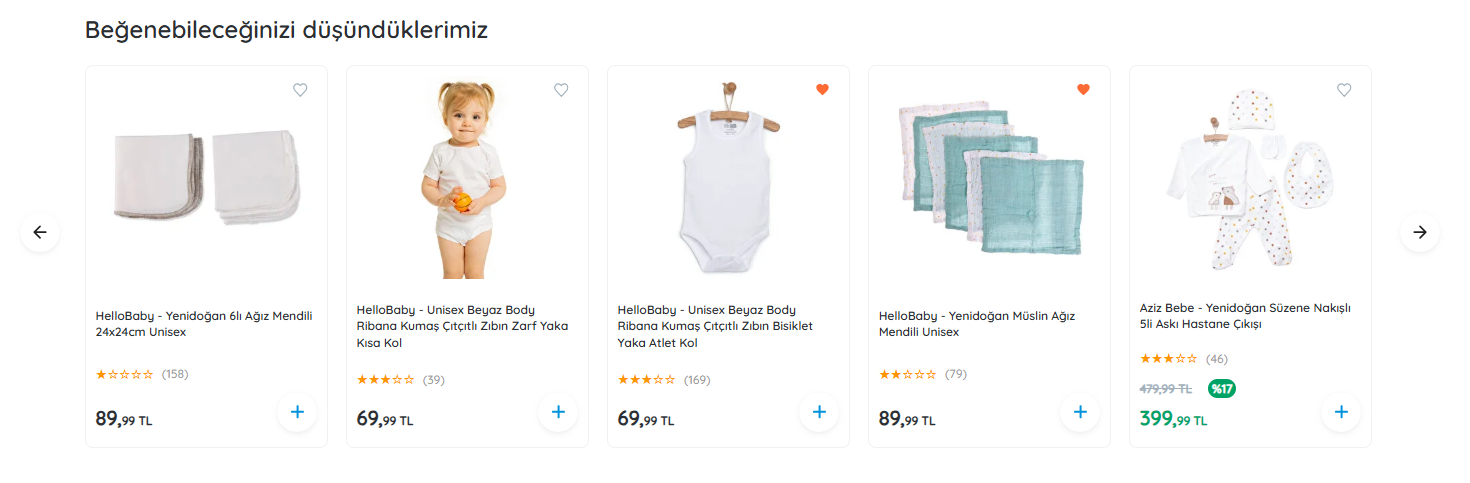 Beğenebileceğinizi düşündüklerimiz
HelloBaby - Yenidoğan 6lı Ağız Mendili
24x24cm Unisex
(158)
89,99 TL
HelloBaby - Unisex Beyaz Body
Ribana Kumaş Çıtçıtlı Zıbın Zarf Yaka
Kısa Kol
(39)
69,99 TL
HelloBaby - Unisex Beyaz Body
Ribana Kumaş Çıtçıtlı Zıbın Bisiklet
Yaka Atlet Kol
(169)
69,99 TL
HelloBaby - Yenidoğan Müslin Ağız
Mendili Unisex
(79)
89,99 TL
Aziz Bebe - Yenidoğan Süzene Nakışlı
5li Askı Hastane Çıkışı
(46)
479,99 TL %17
399,99 TL